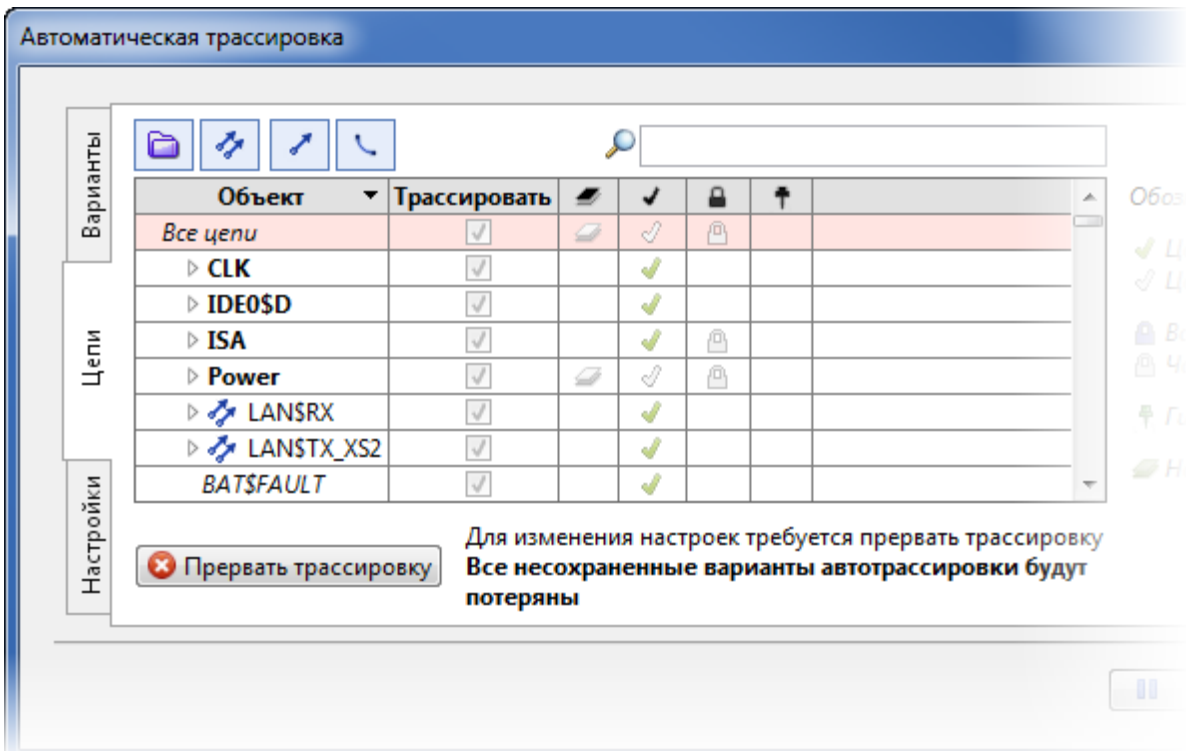 Автоматическая трассировка
Варианты
Цепи
Настройки
Объект Трассировать
Все цепи
CLK
IDE0$D
ISA
Power
LAN$RX
LAN$TX_XS2
BAT$FAULT
Прервать трассировку
Для изменения настроек требуется прервать трассировку
Все несохраненные варианты автотрассировки будут
потеряны